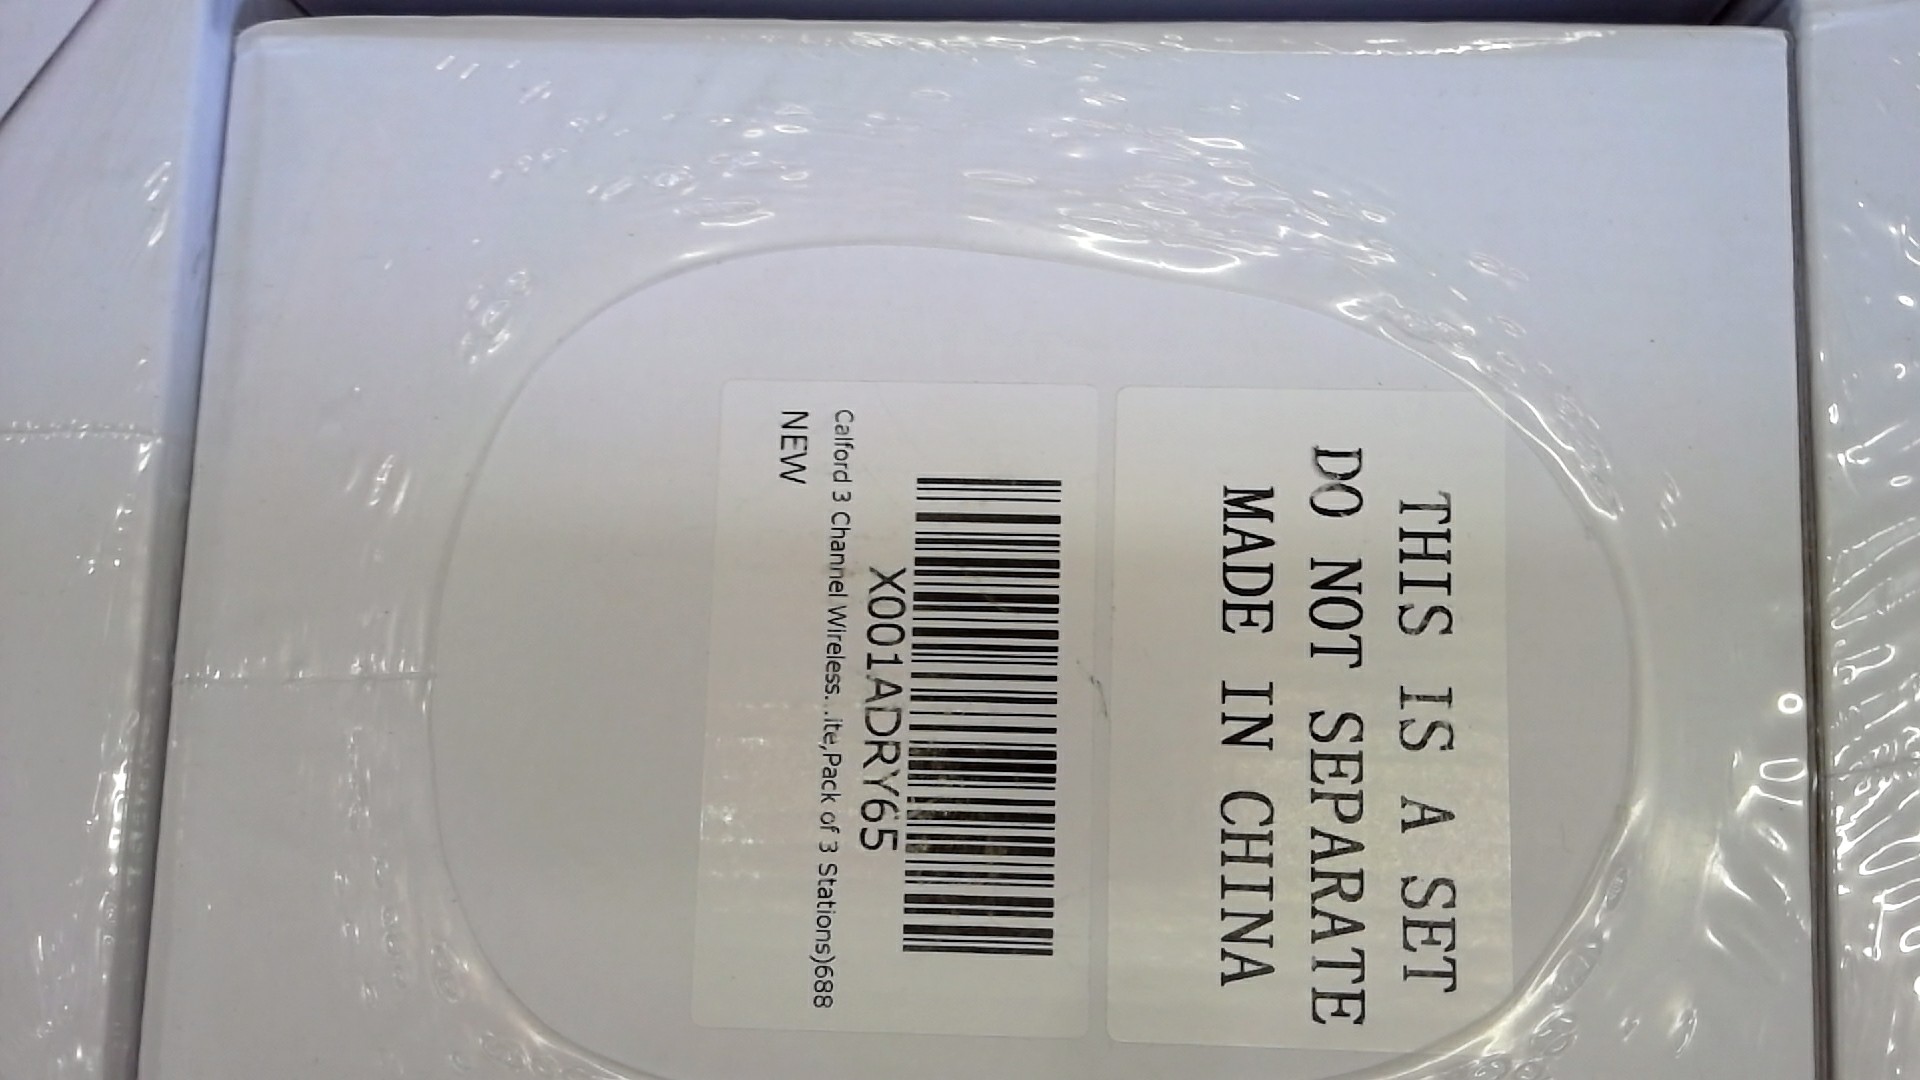 THIS IS A SET
DO NOT SEPARATE
MADE IN CHINA
X001ADRY65
Calford 3 Channel Wireless...ite,Pack of 3 Stations)688
NEW